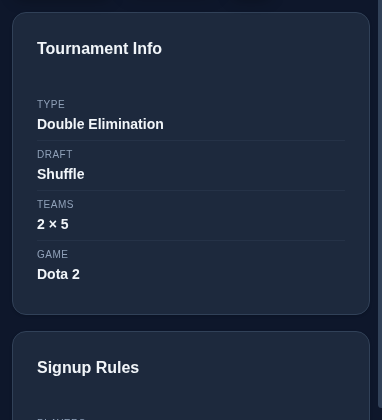 Tournament Info
TYPE
Double Elimination
DRAFT
Shuffle
TEAMS
2 × 5
GAME
Dota 2
Signup Rules